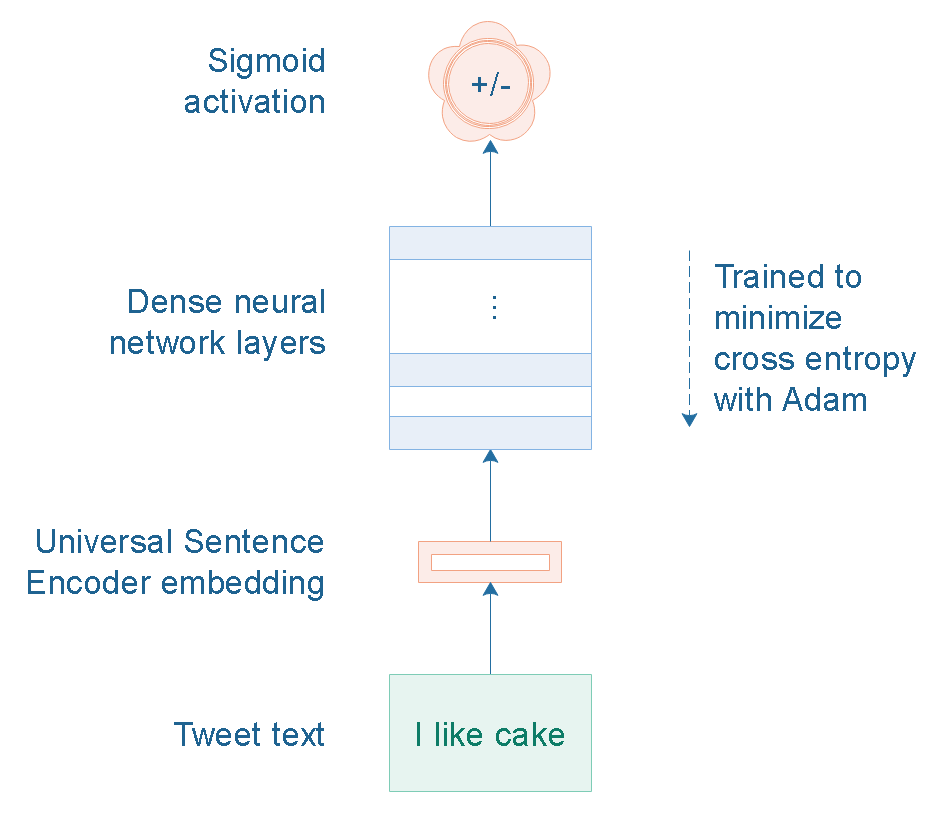 Sigmoid
activation
+/-
Dense neural
network layers
⋮
Trained to
minimize
cross entropy
with Adam
Universal Sentence
Encoder embedding
Tweet text
I like cake